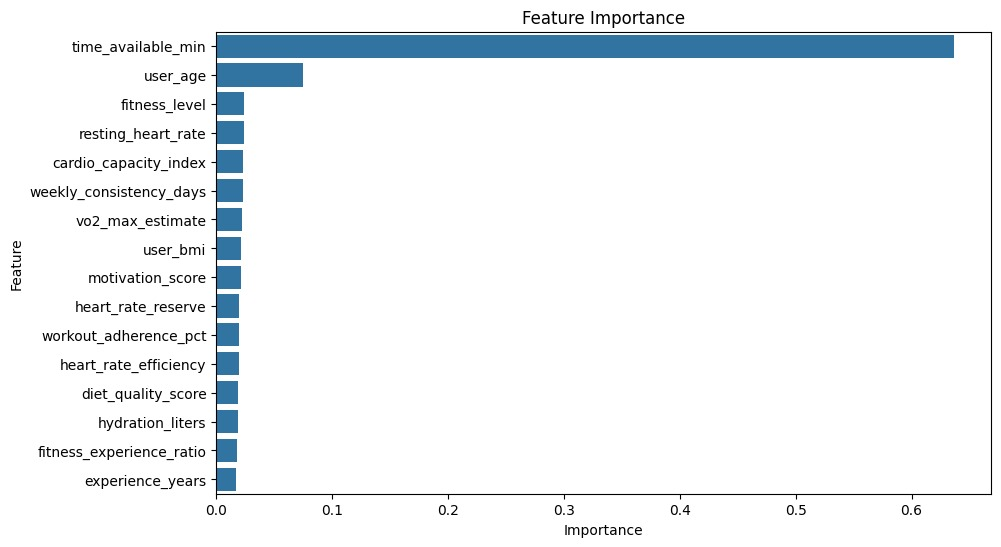 Feature Importance
time_available_min
user_age
fitness_level
resting_heart_rate
cardio_capacity_index
weekly_consistency_days
vo2_max_estimate
user_bmi
motivation_score
heart_rate_reserve
workout_adherence_pct
heart_rate_efficiency
diet_quality_score
hydration_liters
fitness_experience_ratio
experience_years
Feature
0.0 0.1 0.2 0.3 0.4 0.5 0.6
Importance